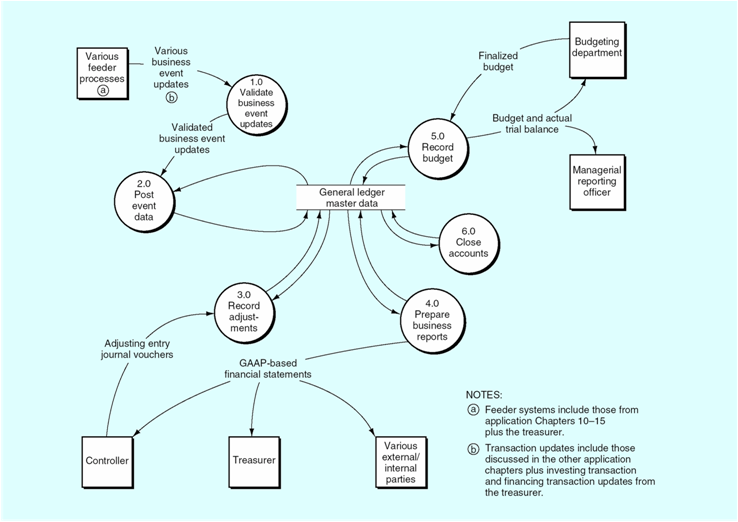 Various
feeder
processes
a
Various
business
event
updates
b
1.0
Validate
business
event
updates
Validated
business event
updates
2.0
Post
event
data
General ledger
master data
Finalized
budget
Budgeting
department
5.0
Record
budget
Budget and actual
trial balance
Managerial
reporting
officer
6.0
Close
accounts
3.0
Record
adjust-
ments
4.0
Prepare
business
reports
Adjusting entry
journal vouchers
GAAP-based
financial statements
Controller
Treasurer
Various
external/
internal
parties
NOTES:
a Feeder systems include those from
application Chapters 10–15
plus the treasurer.
b Transaction updates include those
discussed in the other application
chapters plus investing transaction
and financing transaction updates from
the treasurer.